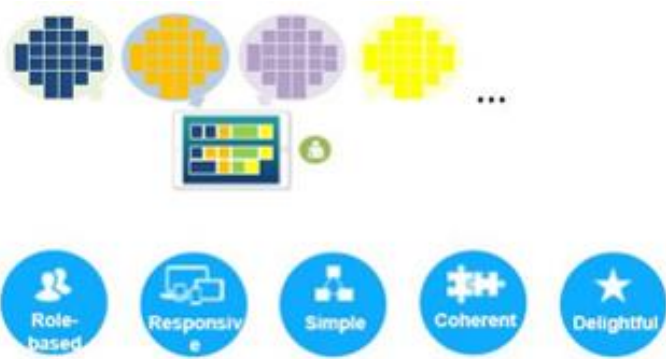 ...
Role-
based
Responsiv
e
Simple
Coherent
Delightful